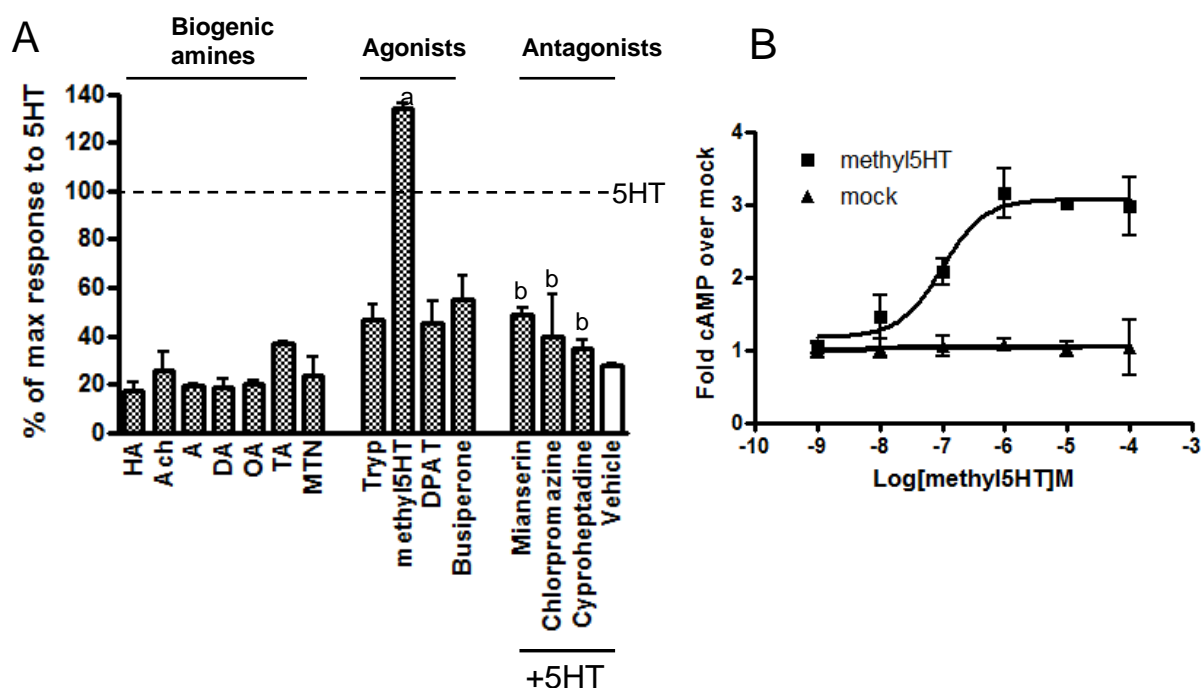 A
Biogenic
amines
Agonists
Antagonists
% of max response to 5HT
140
120
100
80
60
40
20
0
a
b
b
b
5HT
HA
Ach
A
DA
OA
TA
MTN
Tryp
methyl5HT
DPAT
Busiperone
Mianserin
Chlorpromazine
Cyproheptadine
Vehicle
+5HT
B
Fold cAMP over mock
4
3
2
1
0
methyl5HT
mock
-10
-9
-8
-7
-6
-5
-4
-3
Log[methyl5HT]M